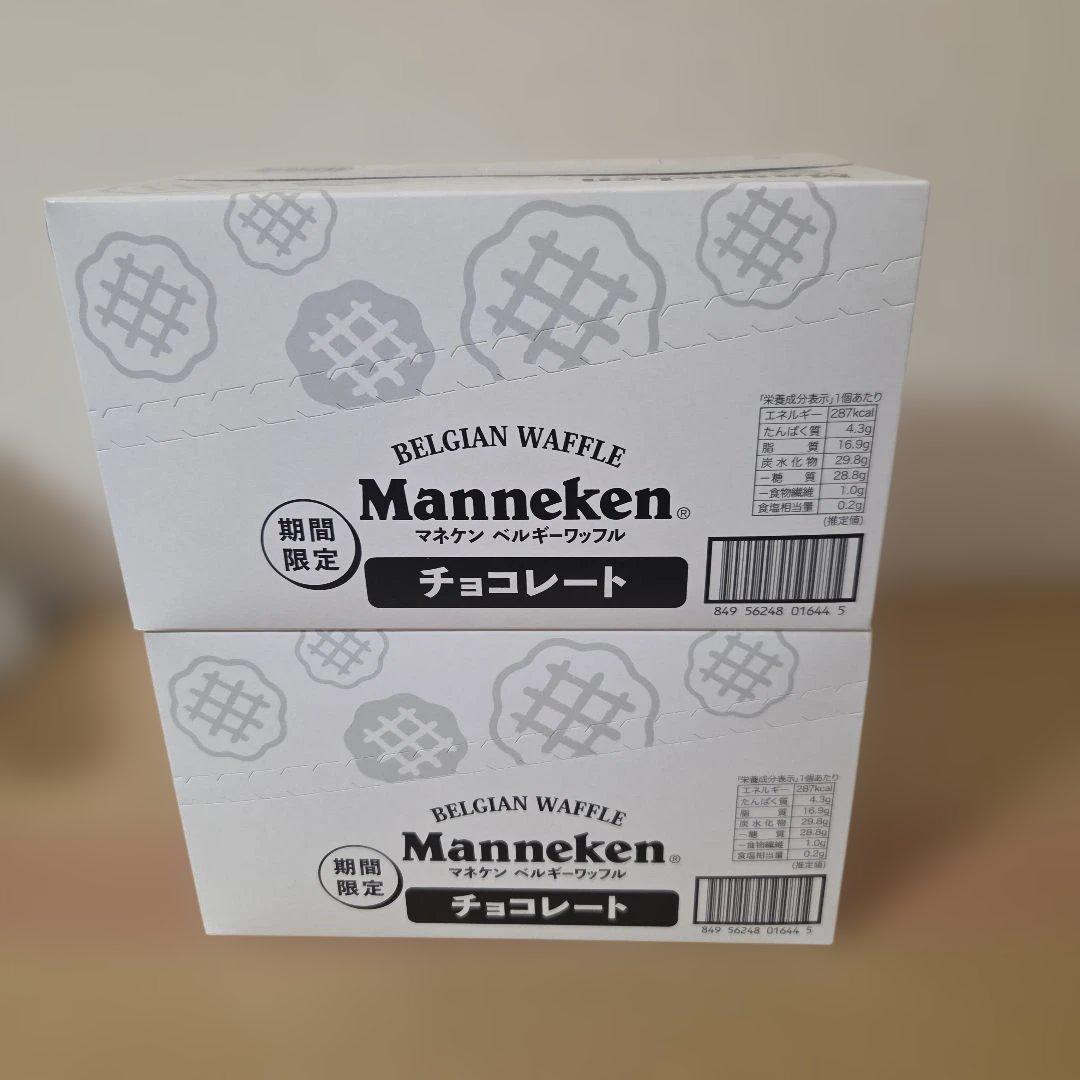 Manneken
BELGIAN WAFFLE
Manneken®
マネケン ベルギーワッフル
期間
限定
チョコレート
「栄養成分表示」1個あたり
エネルギー 287kcal
たんぱく質 4.3g
脂質 16.9g
炭水化物 29.8g
ー糖質 28.8g
ー食物繊維 1.0g
食塩相当量 0.2g
(推定値)
849 56248 01644 5
BELGIAN WAFFLE
Manneken®
マネケン ベルギーワッフル
期間
限定
チョコレート
「栄養成分表示」1個あたり
エネルギー 287kcal
たんぱく質 4.3g
脂質 16.9g
炭水化物 29.8g
ー糖質 28.8g
ー食物繊維 1.0g
食塩相当量 0.2g
(推定値)
849 56248 01644 5